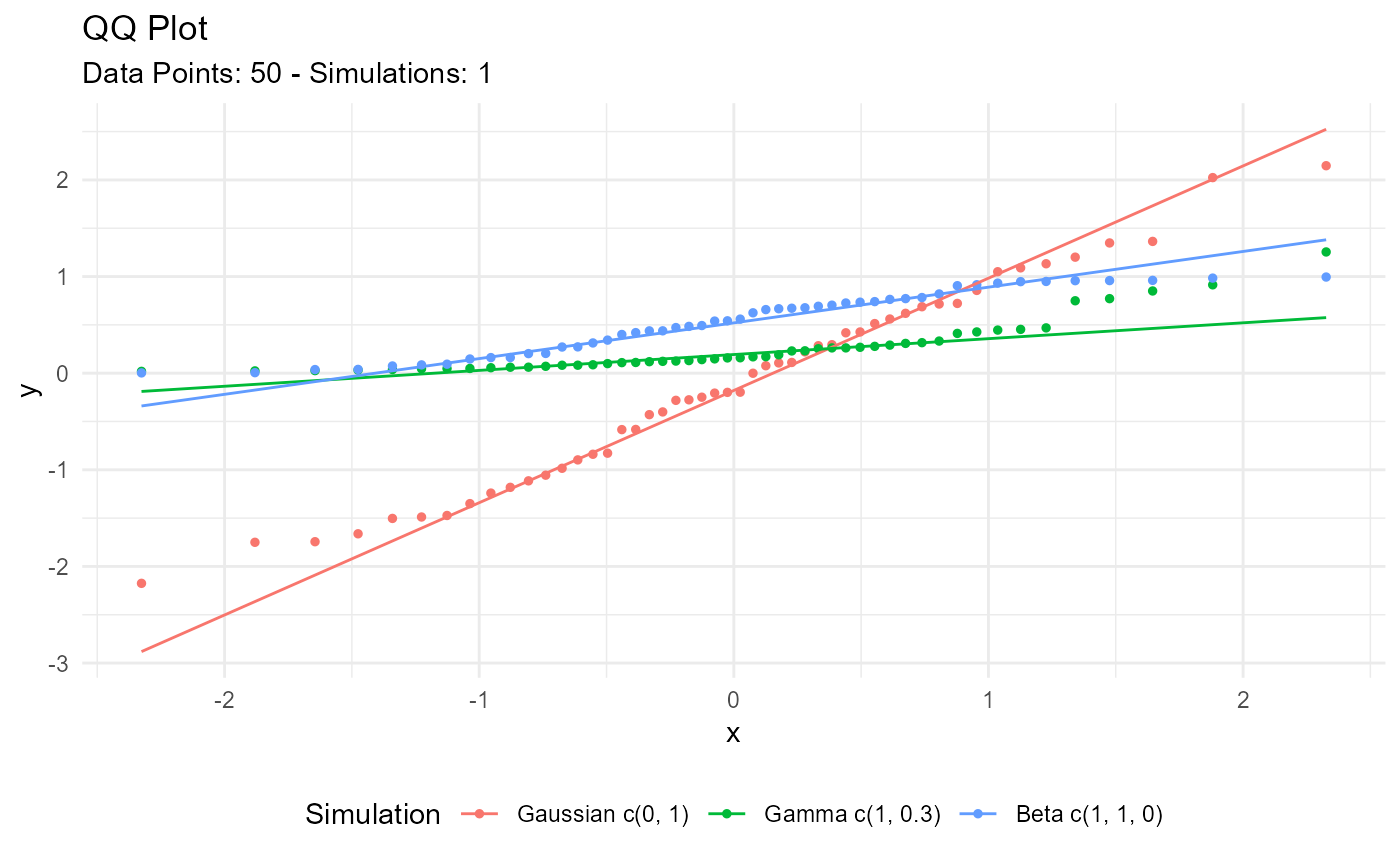 QQ Plot
Data Points: 50 - Simulations: 1
y
2
1
0
-1
-2
-3
-2 -1 0 1 2
x
Simulation Gaussian c(0, 1) Gamma c(1, 0.3) Beta c(1, 1, 0)